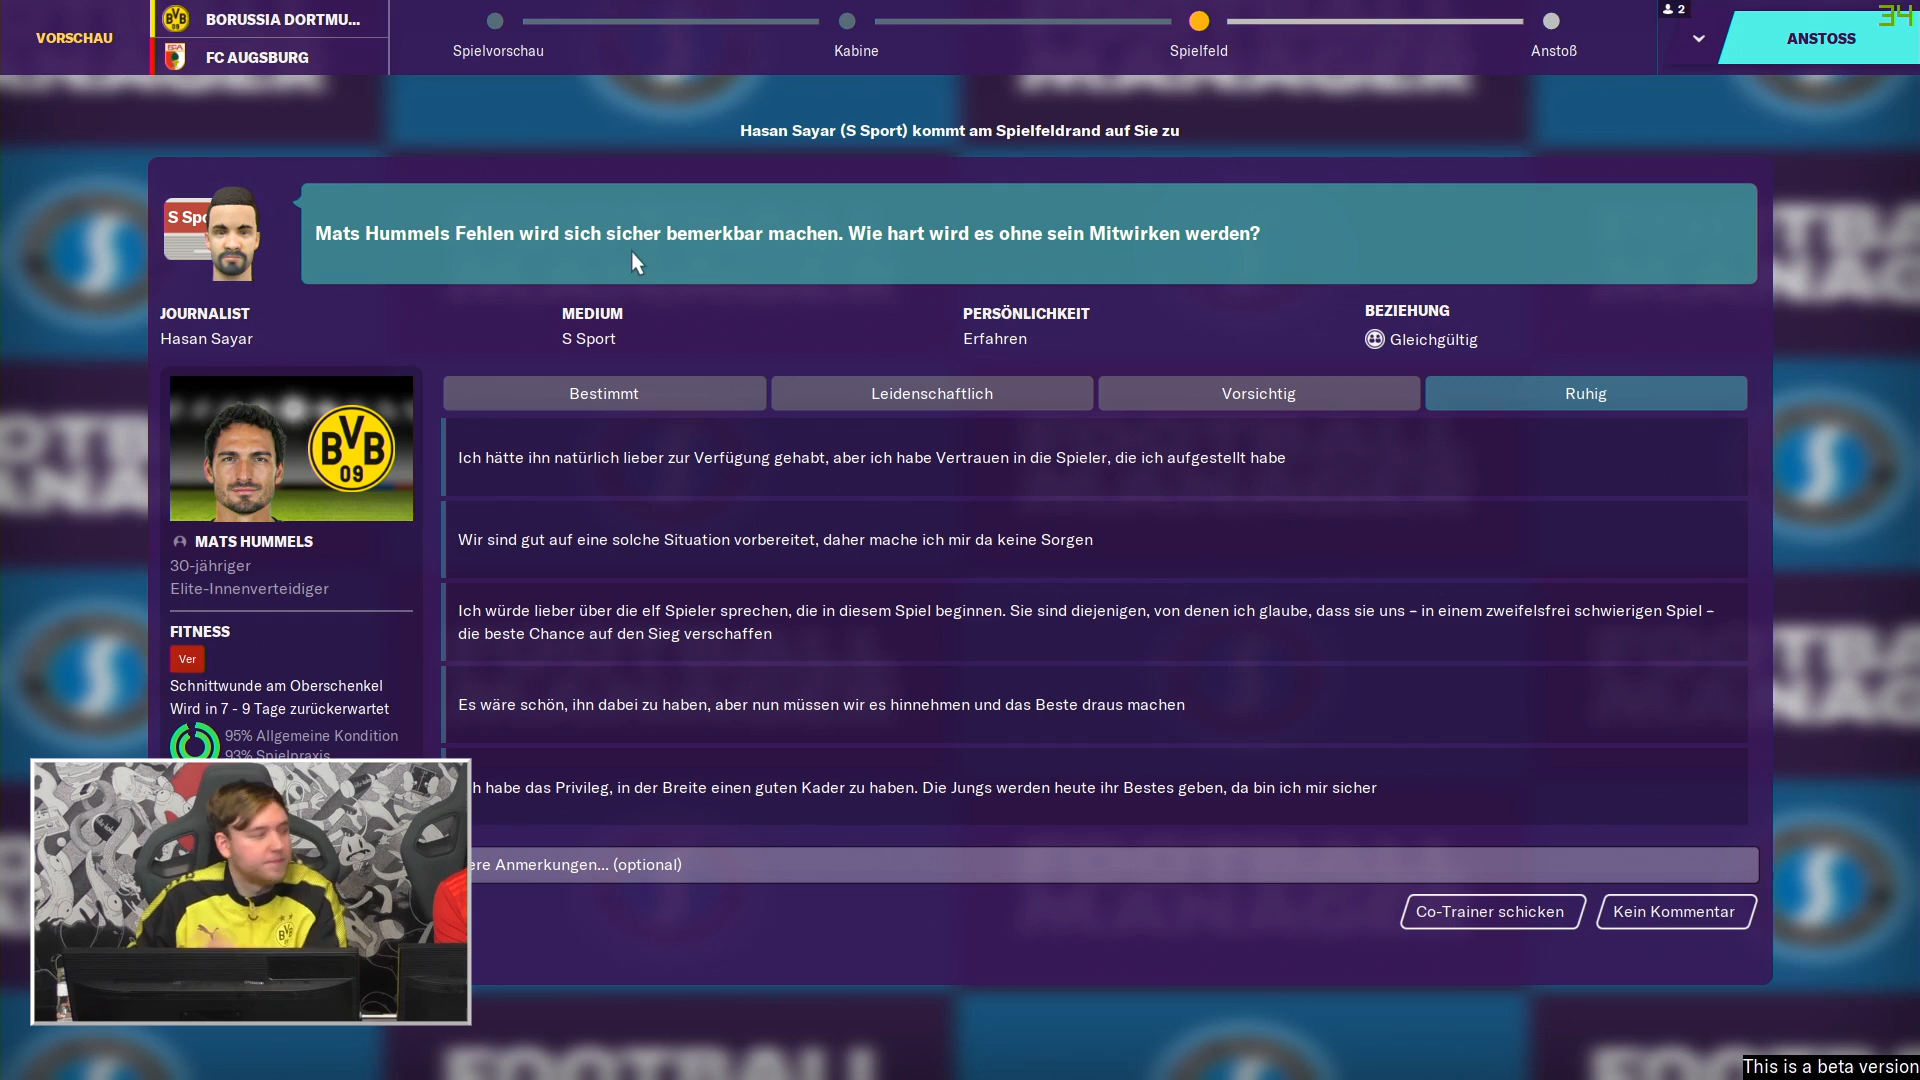 VORSCHAU
BORUSSIA DORTMU...
FC AUGSBURG
Spielvorschau
Kabine
Spielfeld
Anstoß
2
ANSTOSS
34
Hasan Sayar (S Sport) kommt am Spielfeldrand auf Sie zu
S Spo
Mats Hummels Fehlen wird sich sicher bemerkbar machen. Wie hart wird es ohne sein Mitwirken werden?
JOURNALIST
Hasan Sayar
MEDIUM
S Sport
PERSÖNLICHKEIT
Erfahren
BEZIEHUNG
Gleichgültig
Bestimmt
Leidenschaftlich
Vorsichtig
Ruhig
BVB
09
MATS HUMMELS
30-jähriger
Elite-Innenverteidiger
FITNESS
Ver
Schnittwunde am Oberschenkel
Wird in 7 - 9 Tage zurückerwartet
95% Allgemeine Kondition
93% Spielpraxis
Ich hätte ihn natürlich lieber zur Verfügung gehabt, aber ich habe Vertrauen in die Spieler, die ich aufgestellt habe
Wir sind gut auf eine solche Situation vorbereitet, daher mache ich mir da keine Sorgen
Ich würde lieber über die elf Spieler sprechen, die in diesem Spiel beginnen. Sie sind diejenigen, von denen ich glaube, dass sie uns – in einem zweifelsfrei schwierigen Spiel –
die beste Chance auf den Sieg verschaffen
Es wäre schön, ihn dabei zu haben, aber nun müssen wir es hinnehmen und das Beste draus machen
h habe das Privileg, in der Breite einen guten Kader zu haben. Die Jungs werden heute ihr Bestes geben, da bin ich mir sicher
ere Anmerkungen... (optional)
Co-Trainer schicken
Kein Kommentar
FOOTBALL
This is a beta version